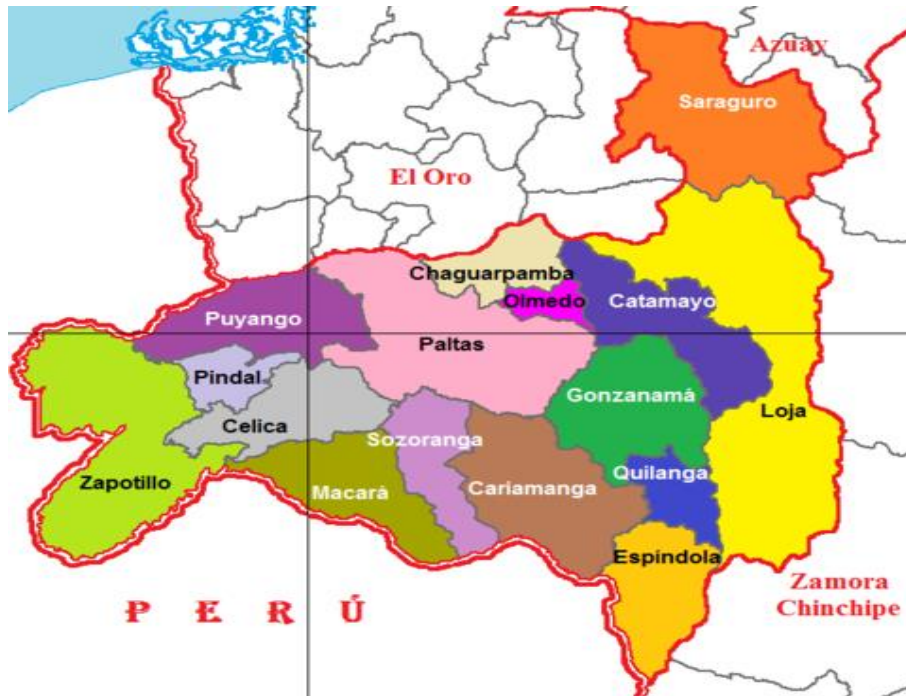 Azuay
Saraguro
El Oro
Chaguarpamba
Olmedo
Catamayo
Puyango
Paltas
Pindal
Gonzanamá
Loja
Celica
Sozoranga
Quilanga
Zapotillo
Macará
Cariamanga
Espíndola
Zamora
Chinchipe
PERÚ